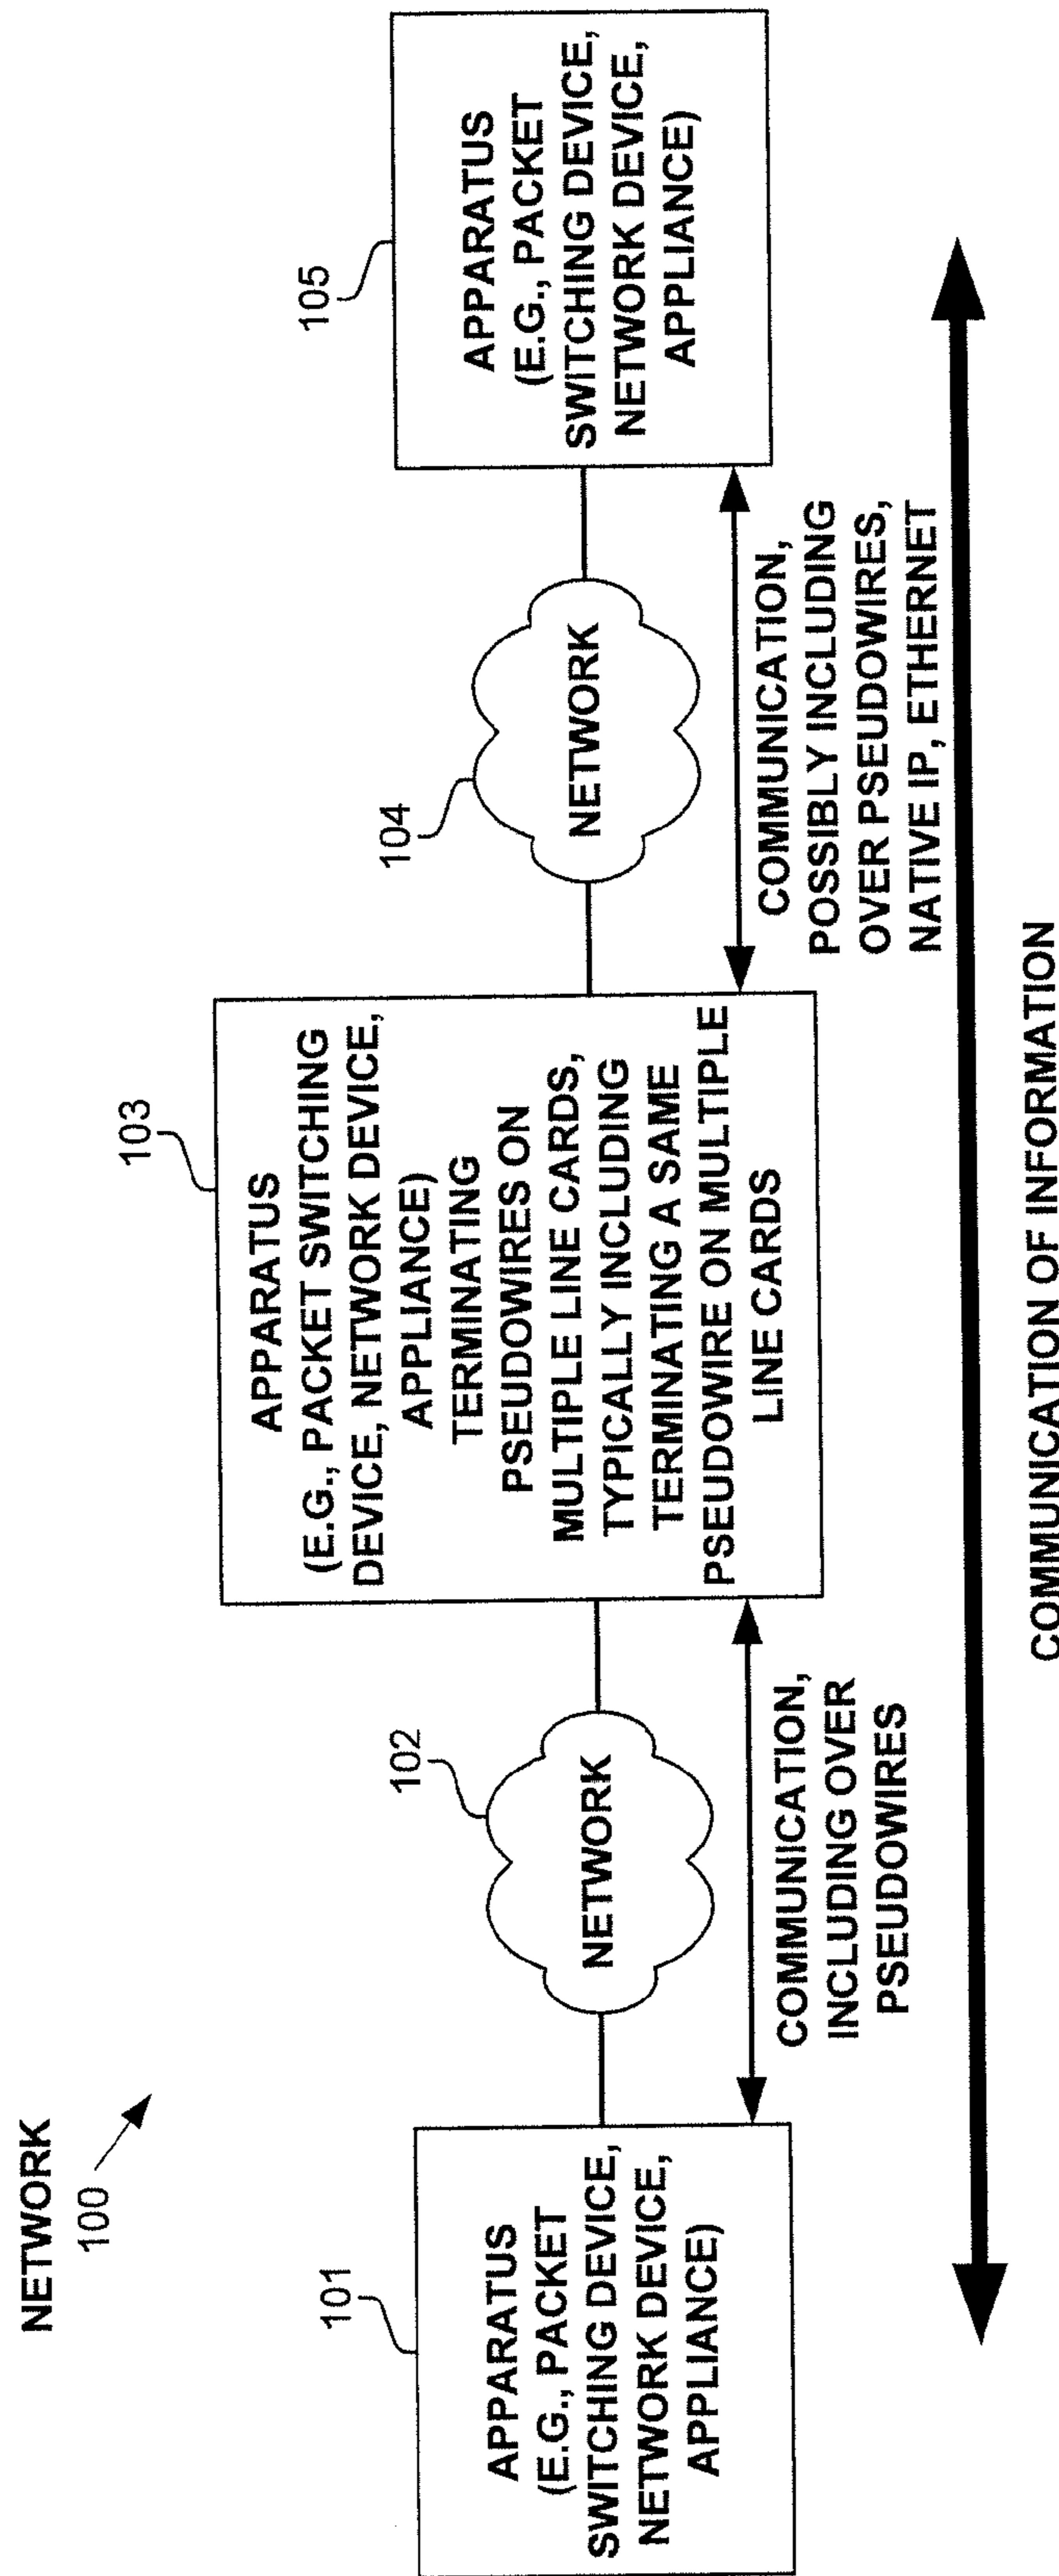 NETWORK
100
101
APPARATUS
(E.G., PACKET
SWITCHING DEVICE,
NETWORK DEVICE,
APPLIANCE)
102
NETWORK
COMMUNICATION,
INCLUDING OVER
PSEUDOWIRES
103
APPARATUS
(E.G., PACKET SWITCHING
DEVICE, NETWORK DEVICE,
APPLIANCE)
TERMINATING
PSEUDOWIRES ON
MULTIPLE LINE CARDS,
TYPICALLY INCLUDING
TERMINATING A SAME
PSEUDOWIRE ON MULTIPLE
LINE CARDS
104
NETWORK
COMMUNICATION,
POSSIBLY INCLUDING
OVER PSEUDOWIRES,
NATIVE IP, ETHERNET
105
APPARATUS
(E.G., PACKET
SWITCHING DEVICE,
NETWORK DEVICE,
APPLIANCE)
COMMUNICATION OF INFORMATION